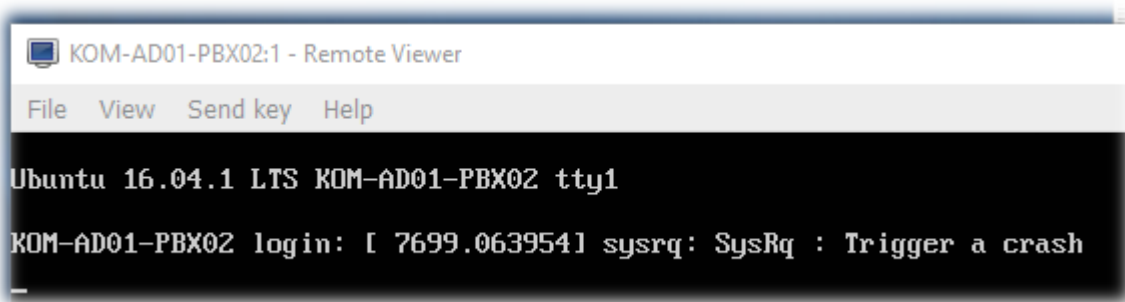 KOM-AD01-PBX02:1 - Remote Viewer
File View Send key Help
Ubuntu 16.04.1 LTS KOM-AD01-PBX02 tty1
KOM-AD01-PBX02 login: [ 7699.063954] sysrq: SysRq : Trigger a crash
_